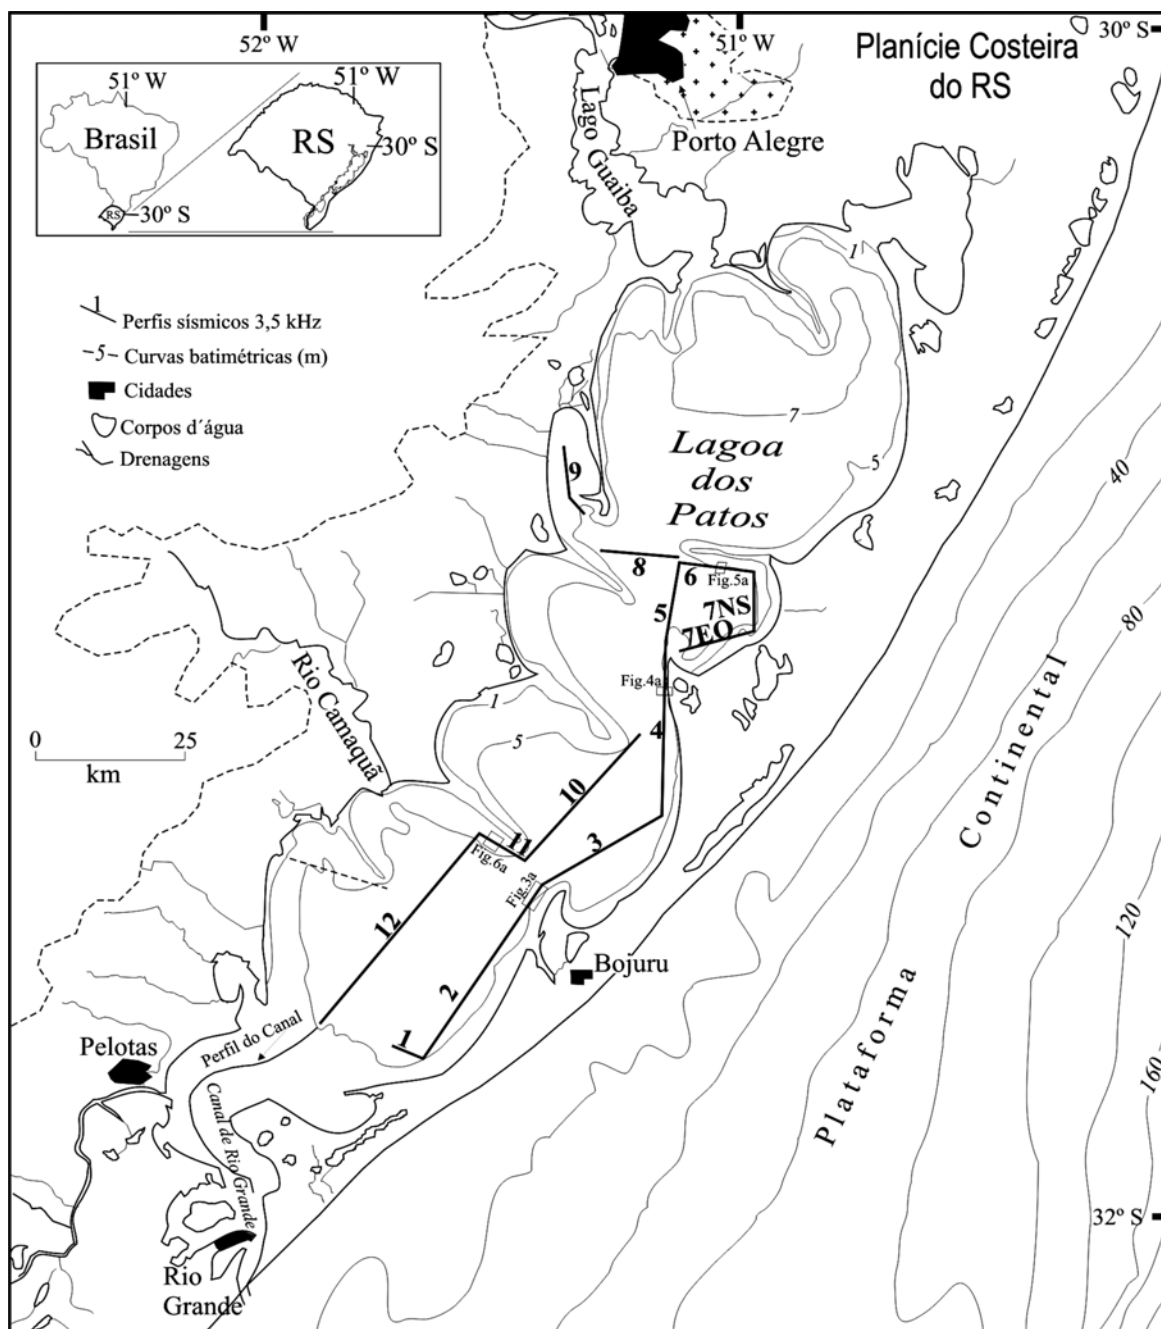 52º W
51º W
30º S
Planície Costeira
do RS
51º W
Brasil
RS
30º S
51º W
RS
30º S
Lago Guaiba
Porto Alegre
1
1
Perfis sísmicos 3,5 kHz
-5- Curvas batimétricas (m)
Cidades
Corpos d´água
Drenagens
7
Lagoa
dos
Patos
5
40
9
8
6
Fig.5a
7NS
5
7EO
80
Fig.4a
Rio Camaquã
1
5
4
0 25
km
10
Continental
11
3
Fig.6a
Fig.3a
12
120
Bojuru
2
Plataforma
Perfil do Canal
1
Pelotas
160
Canal de Rio Grande
32º S
Rio
Grande